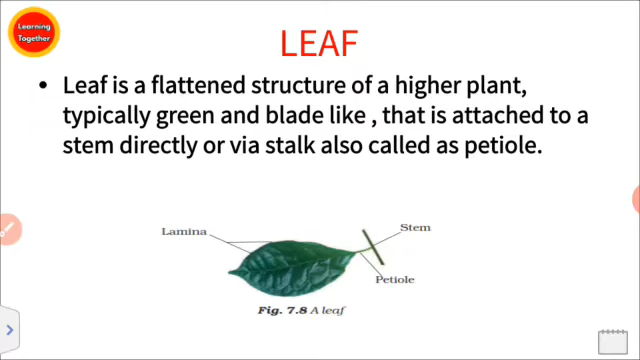 Learning
Together
LEAF
• Leaf is a flattened structure of a higher plant,
typically green and blade like , that is attached to a
stem directly or via stalk also called as petiole.
Lamina
Stem
Petiole
Fig. 7.8 A leaf